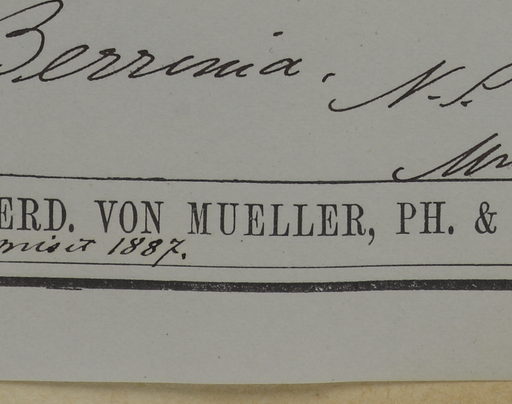 Berrima. N.S.
ERD. VON MUELLER, PH. &
misit 1887.